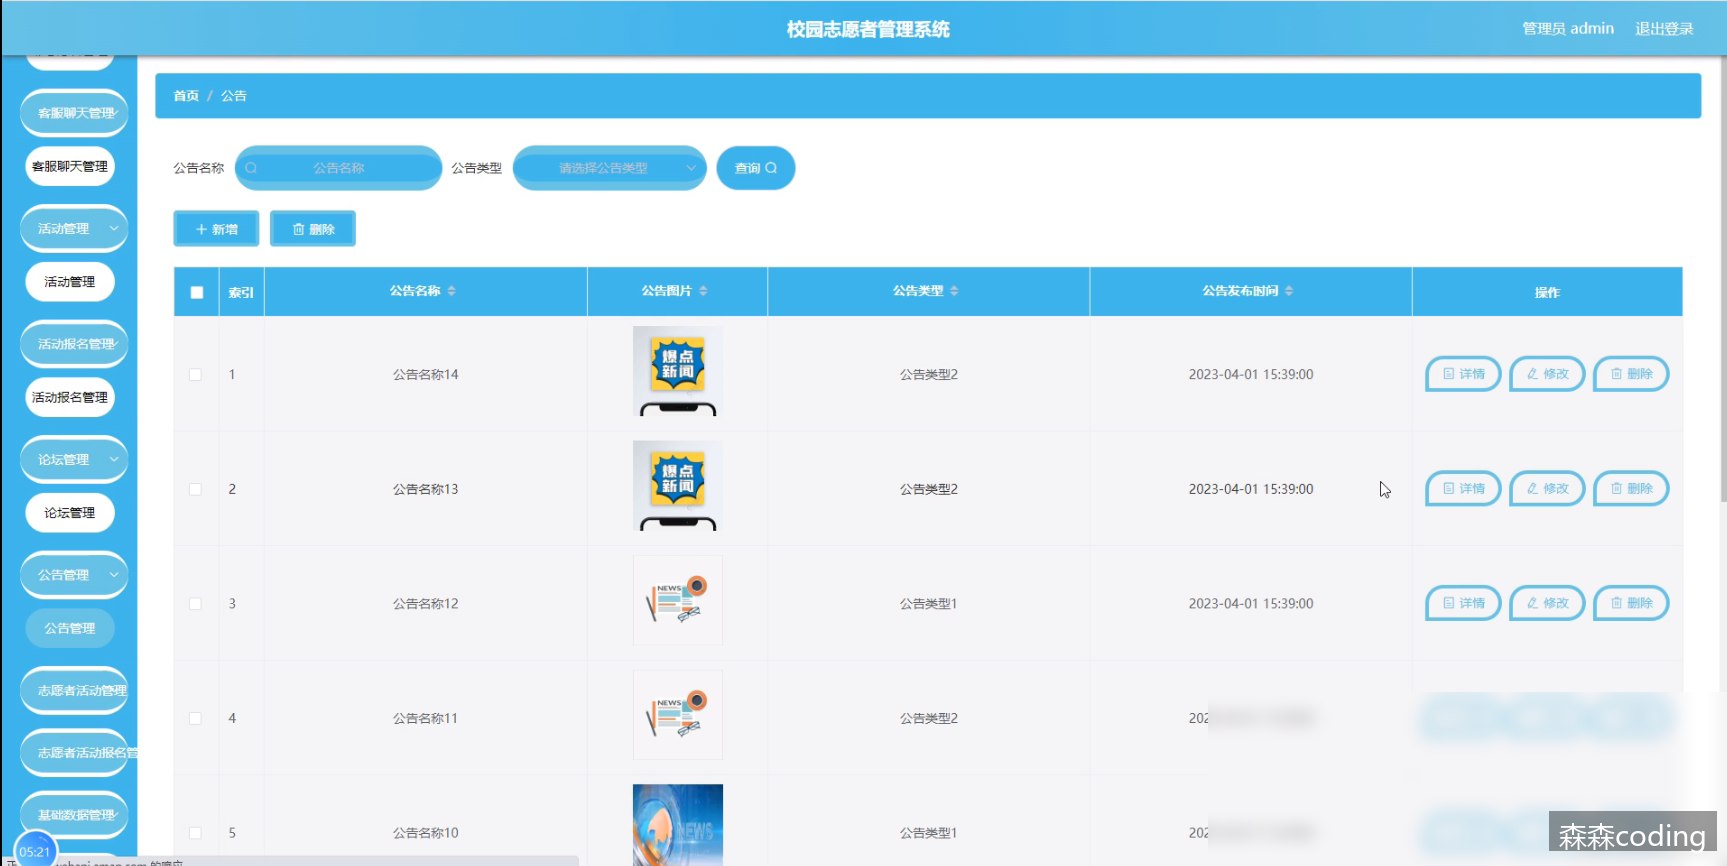 校园志愿者管理系统
管理员 admin 退出登录
客服聊天管理
客服聊天管理
活动管理
活动管理
活动报名管理
活动报名管理
论坛管理
论坛管理
公告管理
公告管理
志愿者活动管理
志愿者活动报名管
基础数据管理
05:21
首页 / 公告
公告名称 公告名称 公告类型 请选择公告类型 查询
新增 删除
索引 公告名称 公告图片 公告类型 公告发布时间 操作
爆点
新闻
1 公告名称14 公告类型2 2023-04-01 15:39:00 详情 修改 删除
爆点
新闻
2 公告名称13 公告类型2 2023-04-01 15:39:00 详情 修改 删除
NEWS
3 公告名称12 公告类型1 2023-04-01 15:39:00 详情 修改 删除
NEWS
4 公告名称11 公告类型2 202
NEWS
5 公告名称10 公告类型1 202
森森coding